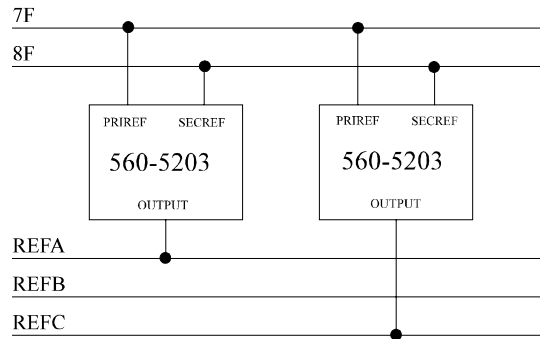 7F
8F
PRIREF SECREF PRIREF SECREF
560-5203 560-5203
OUTPUT OUTPUT
REFA
REFB
REFC